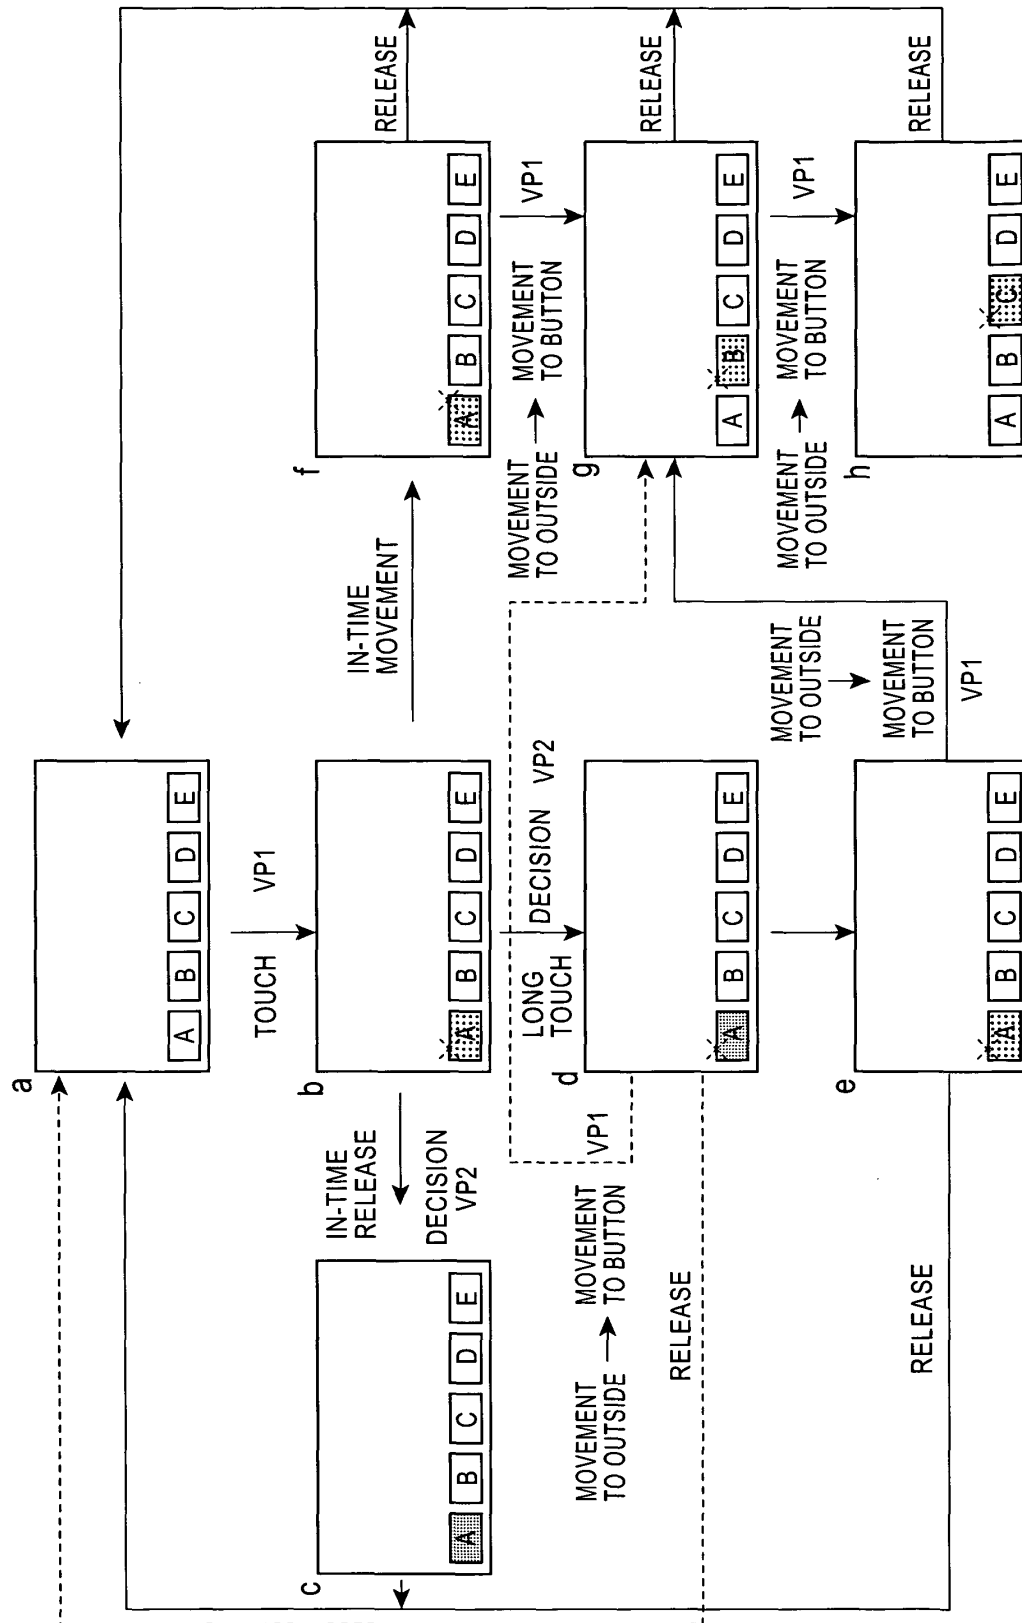 a
A B C D E
TOUCH VP1
IN-TIME
RELEASE
DECISION
VP2
IN-TIME
MOVEMENT
c
A B C D E
b
A B C D E
f
A B C D E
RELEASE
MOVEMENT
TO OUTSIDE
MOVEMENT
TO BUTTON
VP1
LONG
TOUCH
DECISION VP2
MOVEMENT
TO OUTSIDE
MOVEMENT
TO BUTTON
VP1
d
A B C D E
g
A B C D E
RELEASE
RELEASE
MOVEMENT
TO OUTSIDE
MOVEMENT
TO BUTTON
VP1
MOVEMENT
TO OUTSIDE
MOVEMENT
TO BUTTON
VP1
e
A B C D E
h
A B C D E
RELEASE
RELEASE